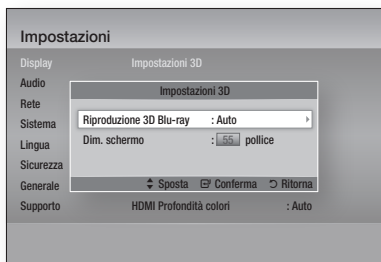 Impostazioni
Display Impostazioni 3D
Audio
Impostazioni 3D
Rete
Sistema
Riproduzione 3D Blu-ray : Auto
Lingua
Dim. schermo : 55 pollice
Sicurezza
Generale
Sposta Conferma Ritorna
Supporto HDMI Profondità colori : Auto